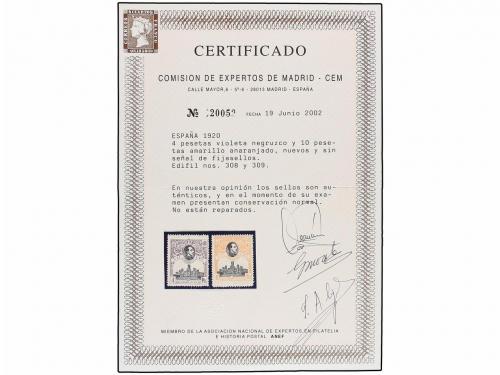 CERTIFICADO
COMISION DE EXPERTOS DE MADRID - CEM
CALLE MAYOR, 6 - 5º-6 - 28013 MADRID - ESPAÑA
Nº 20059 FECHA 19 Junio 2002
ESPAÑA 1920
4 pesetas violeta negruzco y 10 pese-
tas amarillo anaranjado, nuevos y sin
señal de fijasellos.
Edifil nos. 308 y 309.
En nuestra opinión los sellos son au-
ténticos, y en el momento de su exa-
men presentan conservación normal.
No están reparados.
MIEMBRO DE LA ASOCIACION NACIONAL DE EXPERTOS EN FILATELIA
E HISTORIA POSTAL ANEF